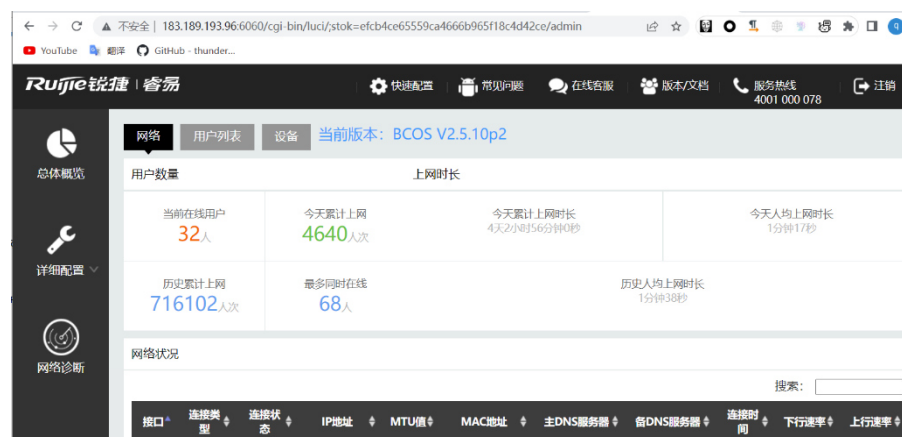 不安全 | 183.189.193.96:6060/cgi-bin/luci/;stok=efcb4ce65559ca4666b965f18c4d42ce/admin
YouTube 翻译 GitHub - thunder...
Ruijie锐捷 | 睿易 快速配置 常见问题 在线客服 版本/文档 服务热线 4001 000 078 注销
网络 用户列表 设备 当前版本：BCOS V2.5.10p2
总体概览
用户数量 上网时长
当前在线用户 今天累计上网 今天累计上网时长 今天人均上网时长
32人 4640人次 4天2小时56分钟0秒 1分钟17秒
详细配置
历史累计上网 最多同时在线 历史人均上网时长
716102人次 68人 1分钟38秒
网络诊断
网络状况
搜索：
接口 连接类型 连接状态 IP地址 MTU值 MAC地址 主DNS服务器 备DNS服务器 连接时间 下行速率 上行速率